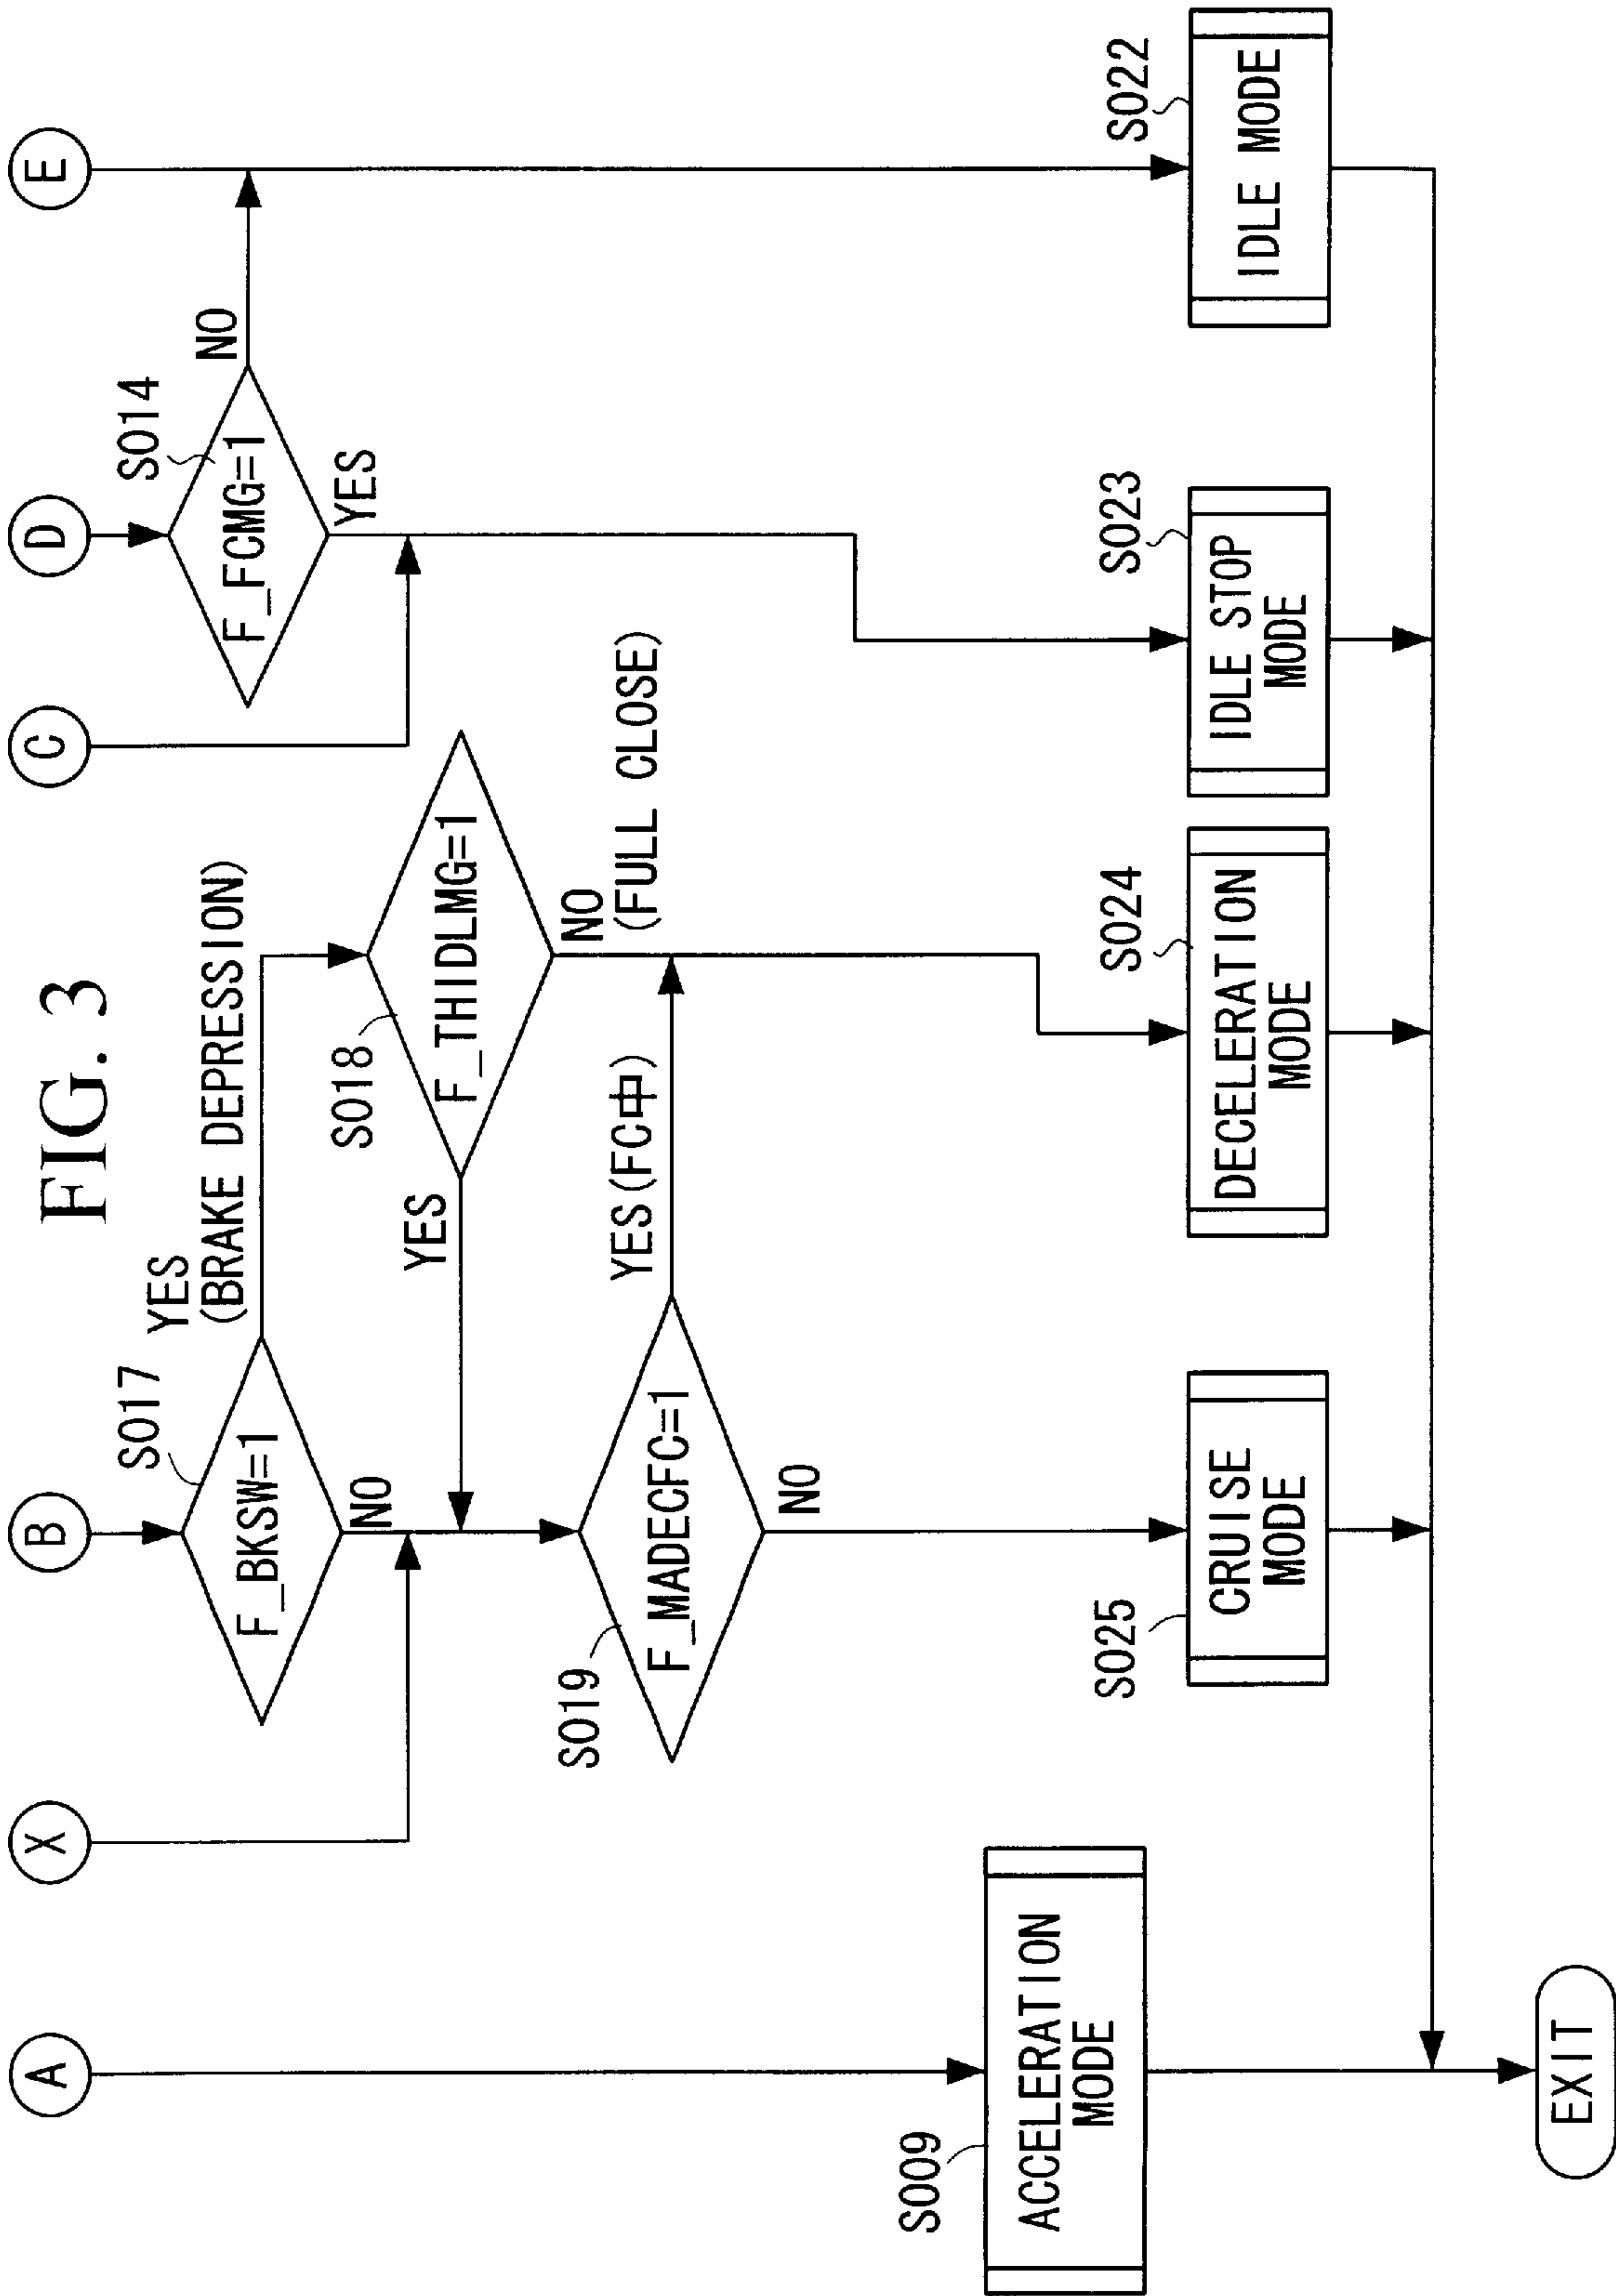 FIG. 3
A
X
B
C
D
E
S017
F_BKSW=1
YES
(BRAKE DEPRESSION)
NO
S014
F_FCMG=1
NO
YES
S018
F_THIDLMG=1
YES
NO
(FULL CLOSE)
S019
F_MADECFC=1
YES(FC中)
NO
S009
ACCELERATION
MODE
S025
CRUISE
MODE
S024
DECELERATION
MODE
S023
IDLE STOP
MODE
S022
IDLE MODE
EXIT